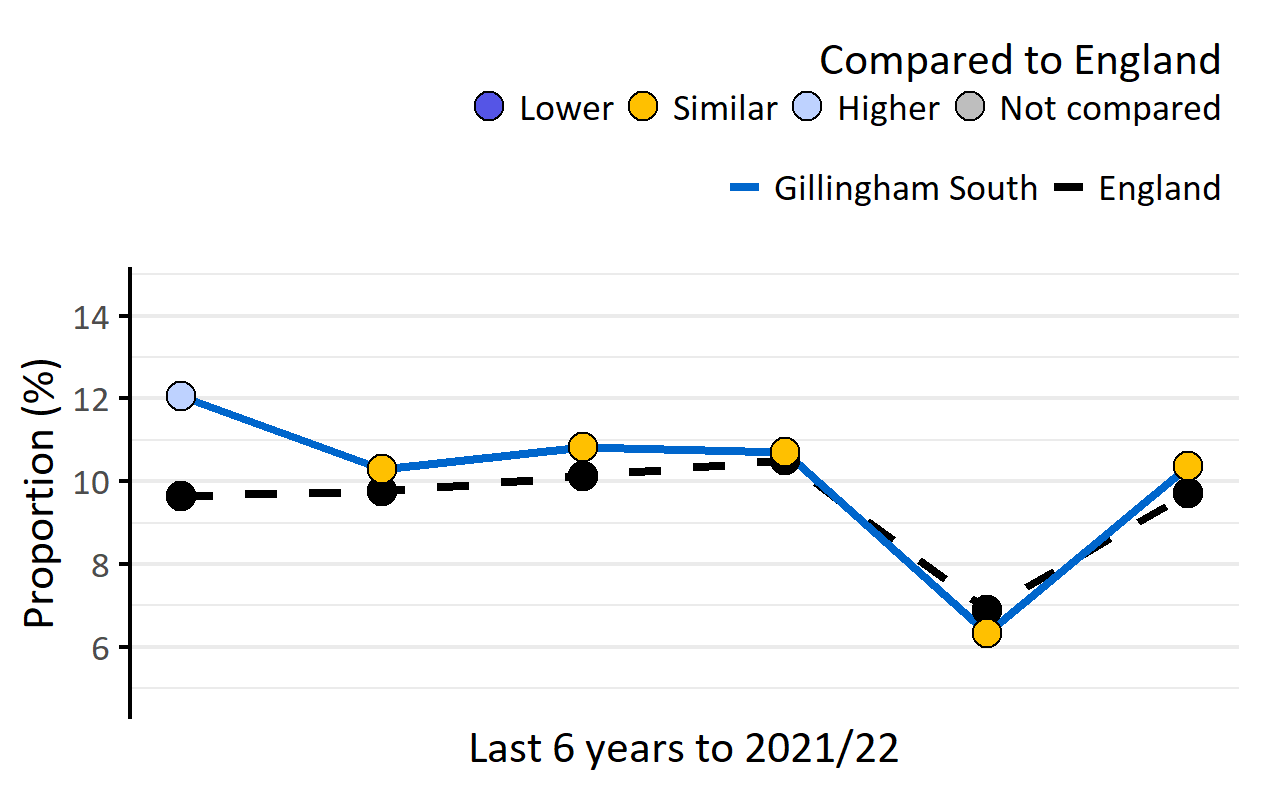 Compared to England
Lower Similar Higher Not compared
Gillingham South England
14
12
10
8
6
Proportion (%)
Last 6 years to 2021/22